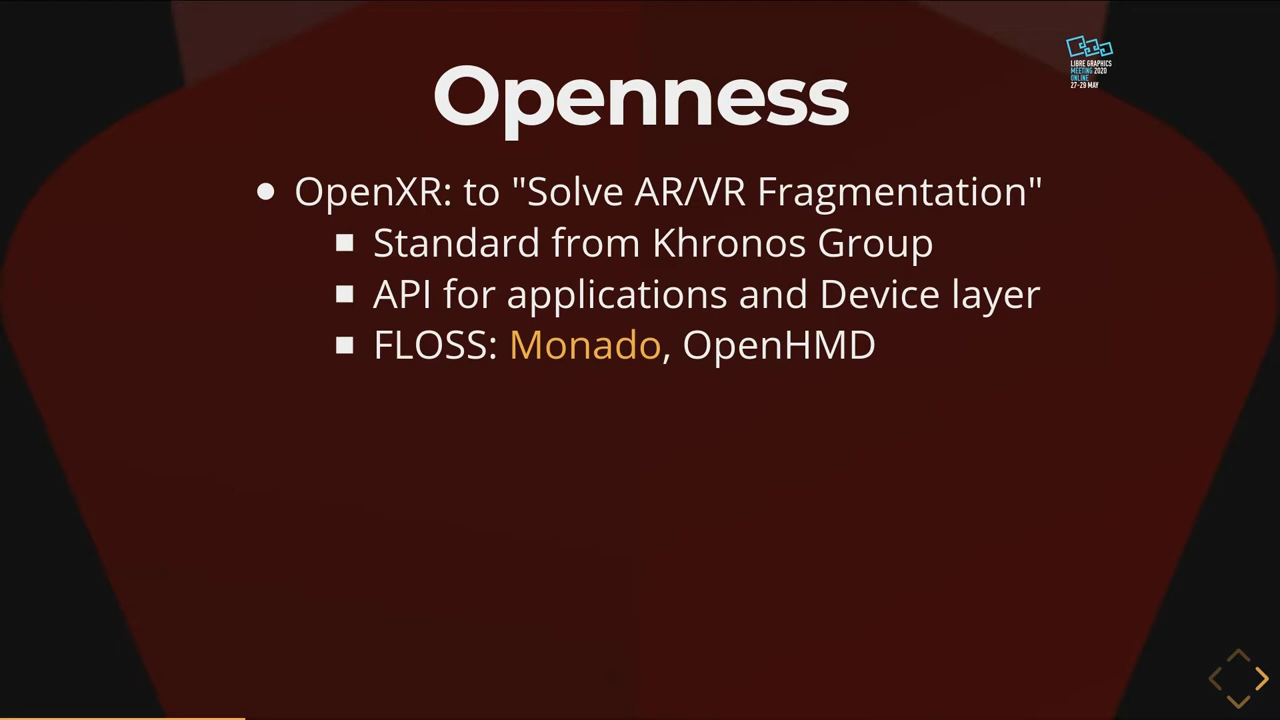 Openness
LIBRE GRAPHICS
MEETING 2020
ONLINE
27-29 MAY
OpenXR: to "Solve AR/VR Fragmentation"
Standard from Khronos Group
API for applications and Device layer
FLOSS: Monado, OpenHMD